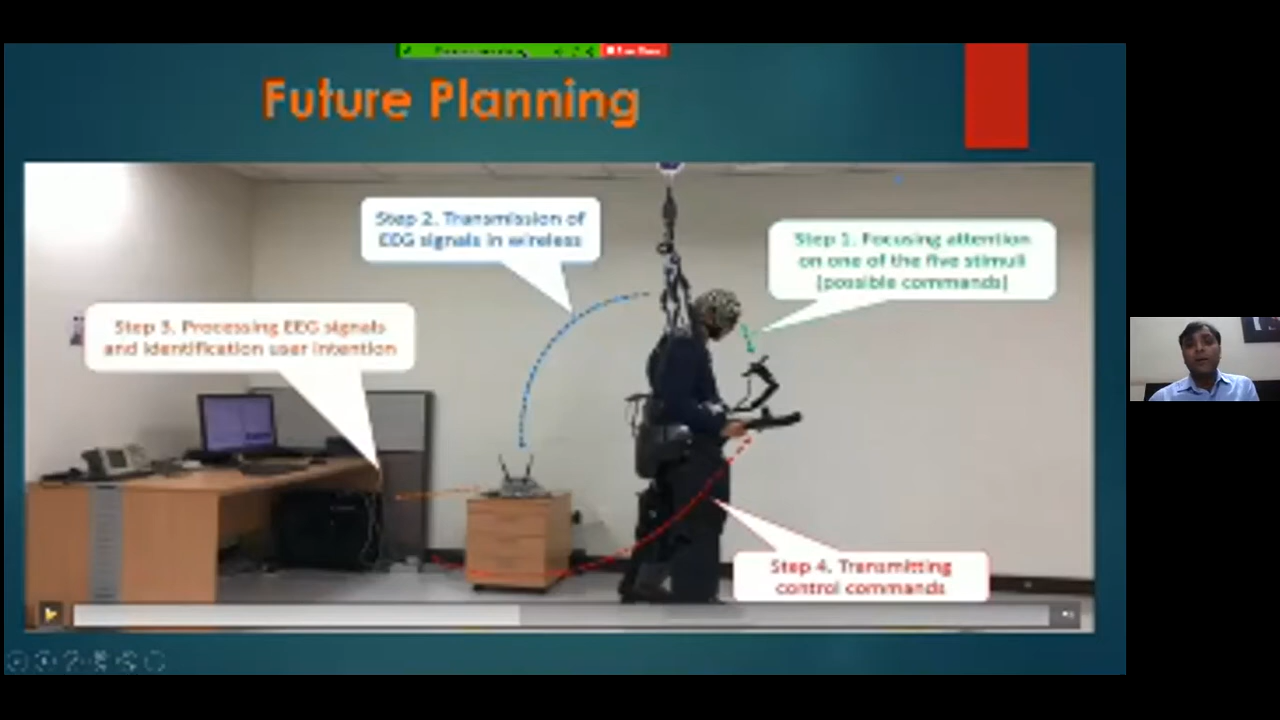 Future Planning
Step 2. Transmission of
EEG signals in wireless
Step 1. Focusing attention
on one of the five stimuli
[possible commands]
Step 3. Processing EEG signals
and identification user intention
Step 4. Transmitting
control commands